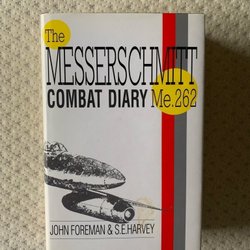 The
MESSERSCHMITT
COMBAT DIARY Me.262
JOHN FOREMAN & S.E.HARVEY